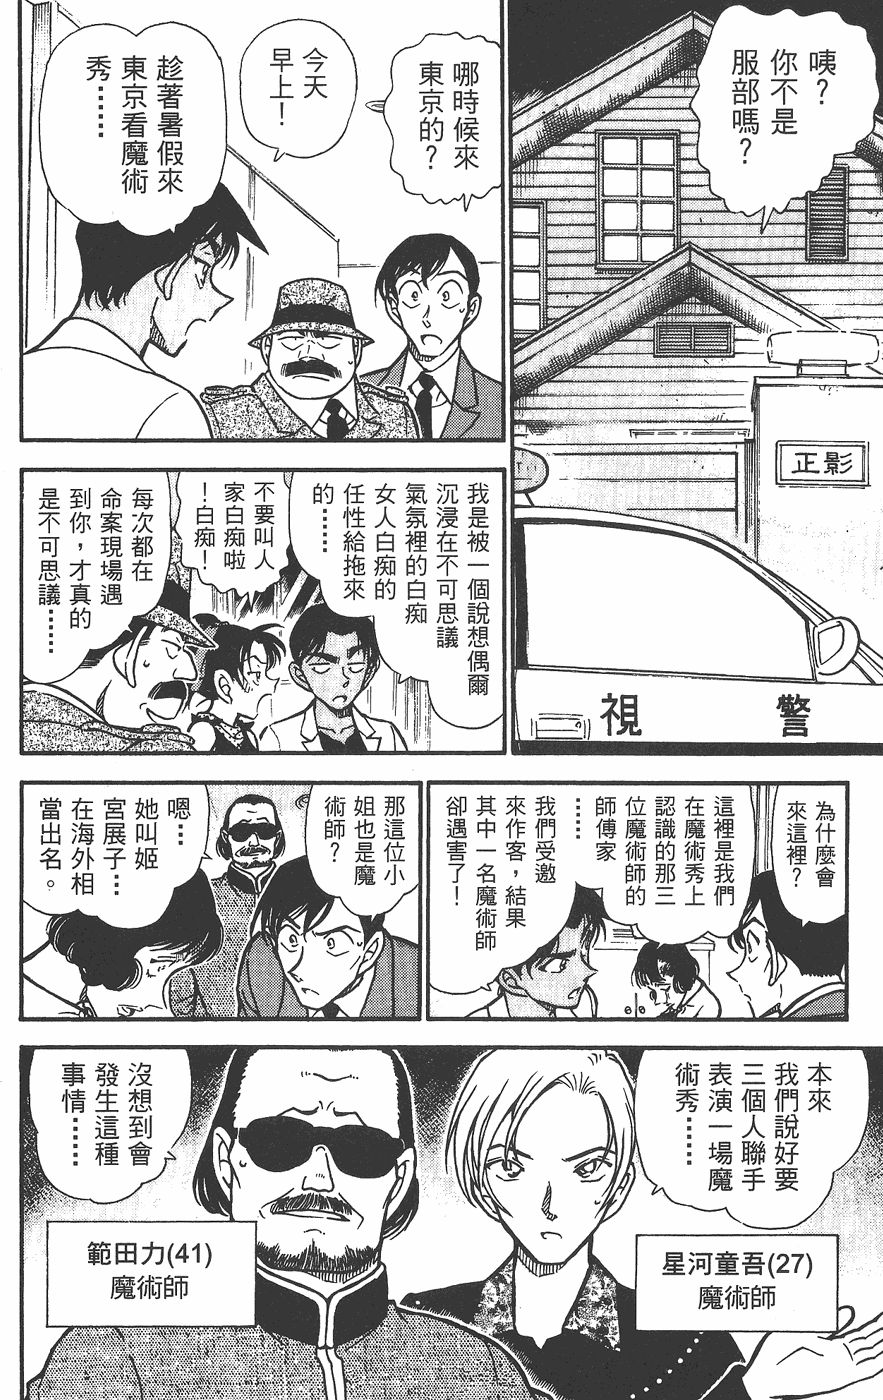 咦？
你不是
服部嗎？
正影
警視
哪時候來
東京的？
今天
早上！
趁著暑假來
東京看魔術
秀……
我是被一個說想偶爾
沉浸在不可思議
氣氛裡的白痴
女人白痴的
任性給拖來
的……
不要叫人
家白痴啦
！白痴！
每次都在
命案現場遇
到你，才真的
是不可思議……
為什麼會
來這裡？
這裡是我們
在魔術秀上
認識的那三
位魔術師的
師傅家
……
我們受邀
來作客，結果
其中一名魔術師
卻遇害了！
那這位小
姐也是魔
術師？
嗯…
她叫姬
宮展子…
在海外相
當出名。
本來
我們說好要
三個人聯手
表演一場魔
術秀……
星河童吾(27)
魔術師
沒想到會
發生這種
事情……
範田力(41)
魔術師